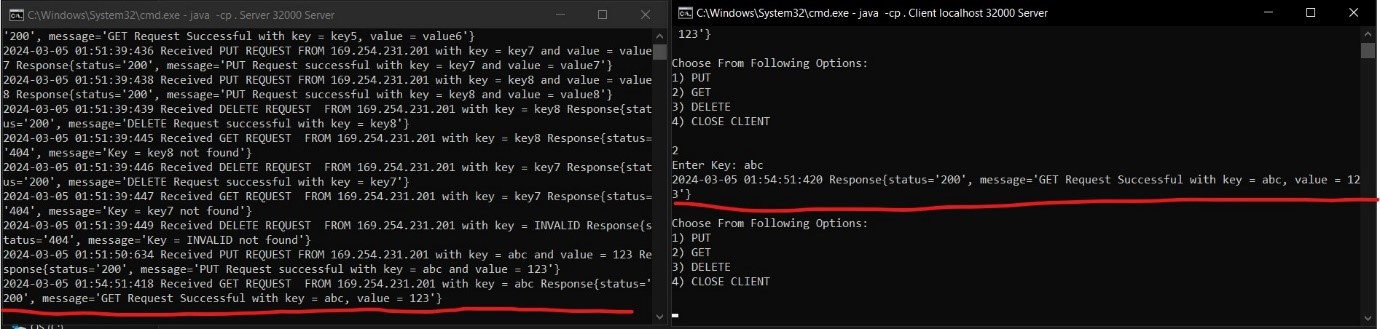 C:\Windows\System32\cmd.exe - java -cp . Server 32000 Server
'200', message='GET Request Successful with key = key5, value = value6'}
2024-03-05 01:51:39:436 Received PUT REQUEST FROM 169.254.231.201 with key = key7 and value = value
7 Response{status='200', message='PUT Request successful with key = key7 and value = value7'}
2024-03-05 01:51:39:438 Received PUT REQUEST FROM 169.254.231.201 with key = key8 and value = value
8 Response{status='200', message='PUT Request successful with key = key8 and value = value8'}
2024-03-05 01:51:39:439 Received DELETE REQUEST  FROM 169.254.231.201 with key = key8 Response{stat
us='200', message='DELETE Request successful with key = key8'}
2024-03-05 01:51:39:445 Received GET REQUEST  FROM 169.254.231.201 with key = key8 Response{status=
'404', message='Key = key8 not found'}
2024-03-05 01:51:39:446 Received DELETE REQUEST  FROM 169.254.231.201 with key = key7 Response{stat
us='200', message='DELETE Request successful with key = key7'}
2024-03-05 01:51:39:447 Received GET REQUEST  FROM 169.254.231.201 with key = key7 Response{status=
'404', message='Key = key7 not found'}
2024-03-05 01:51:39:449 Received DELETE REQUEST  FROM 169.254.231.201 with key = INVALID Response{s
tatus='404', message='Key = INVALID not found'}
2024-03-05 01:51:50:634 Received PUT REQUEST FROM 169.254.231.201 with key = abc and value = 123 Re
sponse{status='200', message='PUT Request successful with key = abc and value = 123'}
2024-03-05 01:54:51:418 Received GET REQUEST  FROM 169.254.231.201 with key = abc Response{status='
200', message='GET Request Successful with key = abc, value = 123'}
C:\Windows\System32\cmd.exe - java -cp . Client localhost 32000 Server
123'}
Choose From Following Options:
1) PUT
2) GET
3) DELETE
4) CLOSE CLIENT
2
Enter Key: abc
2024-03-05 01:54:51:420 Response{status='200', message='GET Request Successful with key = abc, value = 12
3'}
Choose From Following Options:
1) PUT
2) GET
3) DELETE
4) CLOSE CLIENT